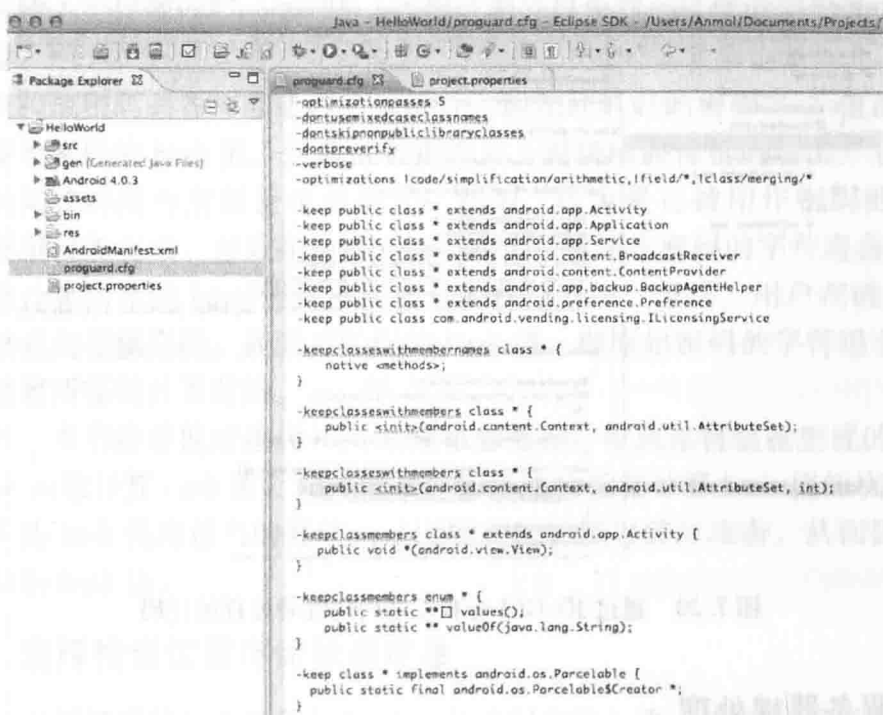 Java - HelloWorld/proguard.cfg - Eclipse SDK - /Users/Anmol/Documents/Projects/
Package Explorer
proguard.cfg
project.properties
HelloWorld
src
gen [Generated Java Files]
Android 4.0.3
assets
bin
res
AndroidManifest.xml
proguard.cfg
project.properties
-optimizationpasses 5
-dontusemixedcaseclassnames
-dontskipnonpubliclibraryclasses
-dontpreverify
-verbose
-optimizations !code/simplification/arithmetic,!field/*,!class/merging/*
-keep public class * extends android.app.Activity
-keep public class * extends android.app.Application
-keep public class * extends android.app.Service
-keep public class * extends android.content.BroadcastReceiver
-keep public class * extends android.content.ContentProvider
-keep public class * extends android.app.backup.BackupAgentHelper
-keep public class * extends android.preference.Preference
-keep public class com.android.vending.licensing.ILicensingService
-keepclasseswithmembernames class * {
native <methods>;
}
-keepclasseswithmembers class * {
public <init>(android.content.Context, android.util.AttributeSet);
}
-keepclasseswithmembers class * {
public <init>(android.content.Context, android.util.AttributeSet, int);
}
-keepclassmembers class * extends android.app.Activity {
public void *(android.view.View);
}
-keepclassmembers enum * {
public static **[] values();
public static ** valueOf(java.lang.String);
}
-keep class * implements android.os.Parcelable {
public static final android.os.Parcelable$Creator *;
}